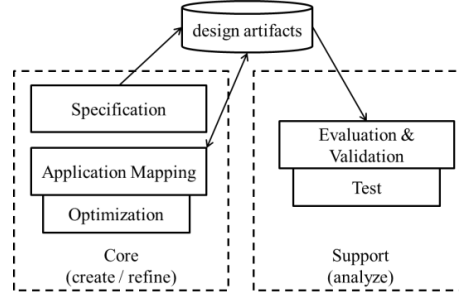 design artifacts
Specification
Application Mapping
Optimization
Core
(create / refine)
Evaluation &
Validation
Test
Support
(analyze)